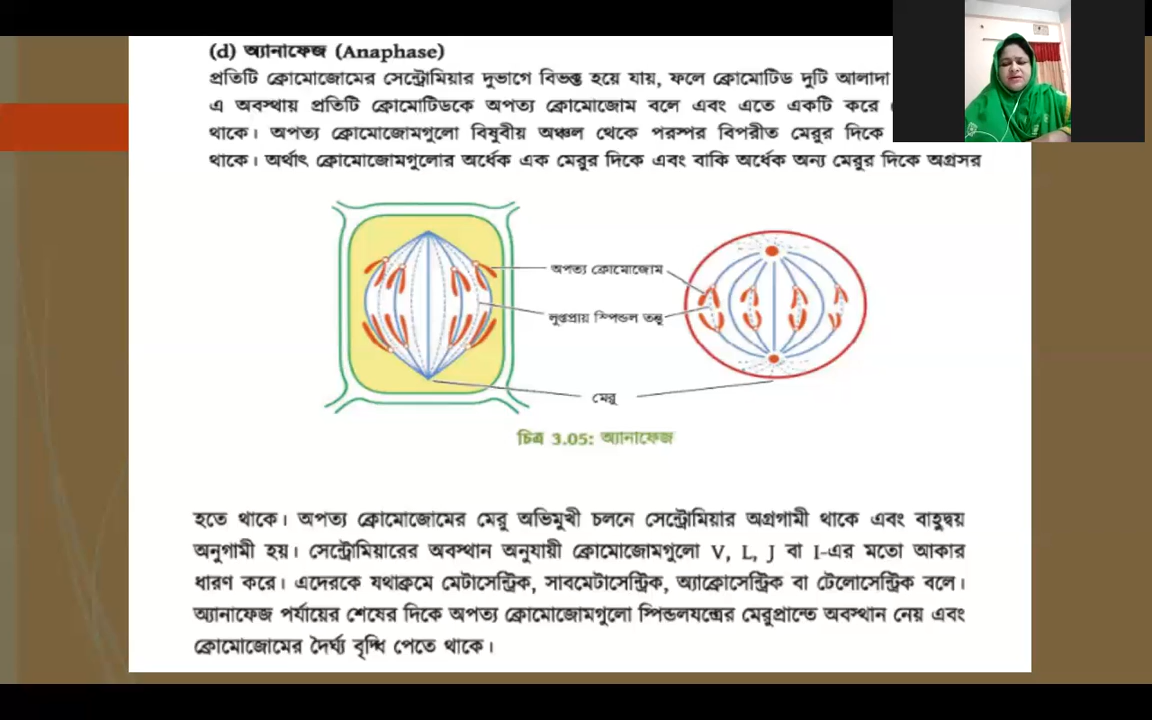 (d) অ্যানাফেজ (Anaphase)
প্রতিটি ক্রোমোজোমের সেন্ট্রোমিয়ার দুভাগে বিভক্ত হয়ে যায়, ফলে ক্রোমাটিড দুটি আলাদা
এ অবস্থায় প্রতিটি ক্রোমাটিডকে অপত্য ক্রোমোজোম বলে এবং এতে একটি করে
থাকে। অপত্য ক্রোমোজোমগুলো বিষুবীয় অঞ্চল থেকে পরস্পর বিপরীত মেরুর দিকে
থাকে। অর্থাৎ ক্রোমোজোমগুলোর অর্ধেক এক মেরুর দিকে এবং বাকি অর্ধেক অন্য মেরুর দিকে অগ্রসর
অপত্য ক্রোমোজোম
লুপ্তপ্রায় স্পিন্ডল তন্তু
মেরু
চিত্র 3.05: অ্যানাফেজ
হতে থাকে। অপত্য ক্রোমোজোমের মেরু অভিমুখী চলনে সেন্ট্রোমিয়ার অগ্রগামী থাকে এবং বাহুদ্বয়
অনুগামী হয়। সেন্ট্রোমিয়ারের অবস্থান অনুযায়ী ক্রোমোজোমগুলো V, L, J বা I-এর মতো আকার
ধারণ করে। এদেরকে যথাক্রমে মেটাসেন্ট্রিক, সাবমেটাসেন্ট্রিক, অ্যাক্রোসেন্ট্রিক বা টেলোসেন্ট্রিক বলে।
অ্যানাফেজ পর্যায়ের শেষের দিকে অপত্য ক্রোমোজোমগুলো স্পিন্ডলযন্ত্রের মেরুপ্রান্তে অবস্থান নেয় এবং
ক্রোমোজোমের দৈর্ঘ্য বৃদ্ধি পেতে থাকে।